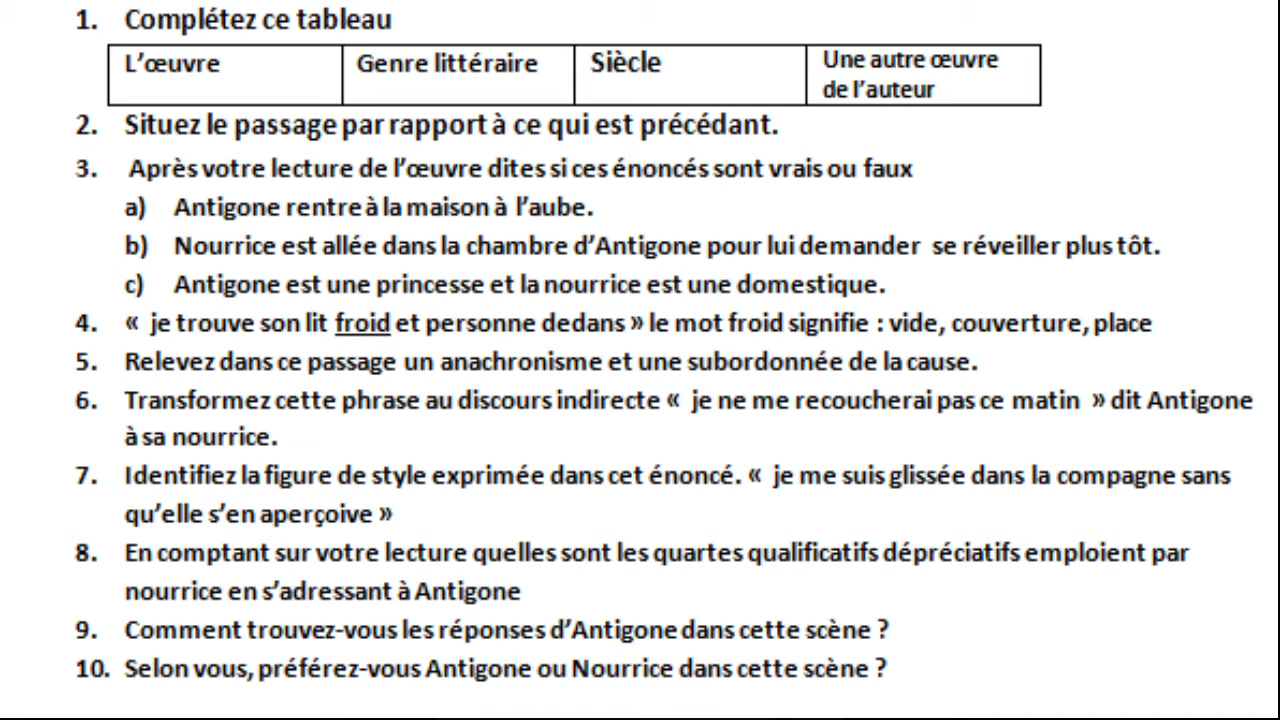 1. Complétez ce tableau
L'œuvre Genre littéraire Siècle Une autre œuvre
de l'auteur
2. Situez le passage par rapport à ce qui est précédant.
3. Après votre lecture de l'œuvre dites si ces énoncés sont vrais ou faux
a) Antigone rentre à la maison à l'aube.
b) Nourrice est allée dans la chambre d'Antigone pour lui demander se réveiller plus tôt.
c) Antigone est une princesse et la nourrice est une domestique.
4. « je trouve son lit froid et personne dedans » le mot froid signifie : vide, couverture, place
5. Relevez dans ce passage un anachronisme et une subordonnée de la cause.
6. Transformez cette phrase au discours indirecte « je ne me recoucherai pas ce matin » dit Antigone
à sa nourrice.
7. Identifiez la figure de style exprimée dans cet énoncé. « je me suis glissée dans la compagne sans
qu'elle s'en aperçoive »
8. En comptant sur votre lecture quelles sont les quartes qualificatifs dépréciatifs emploient par
nourrice en s'adressant à Antigone
9. Comment trouvez-vous les réponses d'Antigone dans cette scène ?
10. Selon vous, préférez-vous Antigone ou Nourrice dans cette scène ?